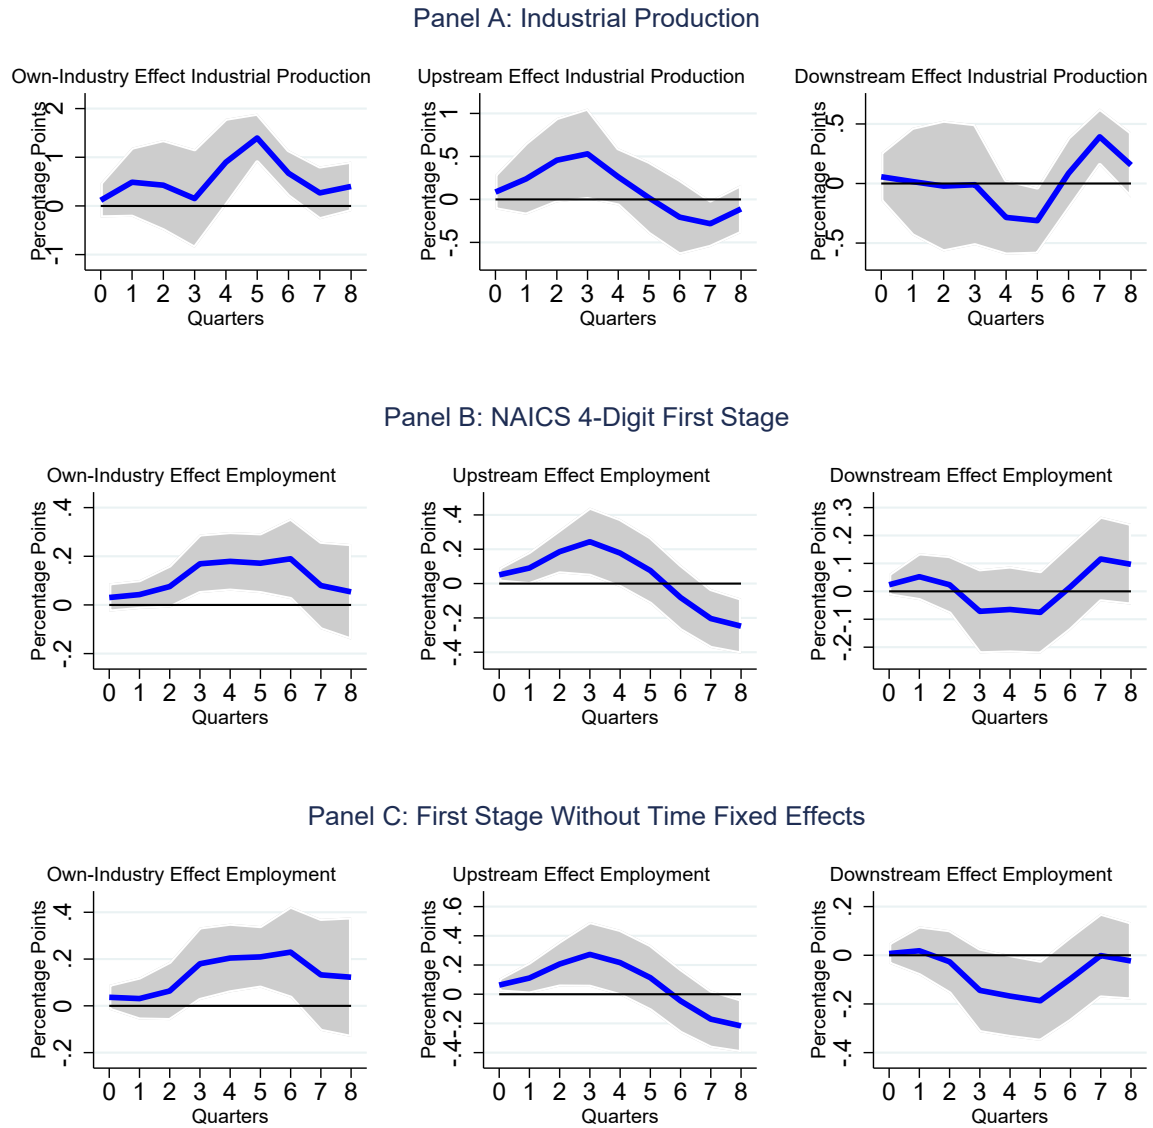 Panel A: Industrial Production
Own-Industry Effect Industrial Production
Percentage Points
2
1
0
-1
0 1 2 3 4 5 6 7 8
Quarters
Upstream Effect Industrial Production
Percentage Points
1
.5
0
-.5
0 1 2 3 4 5 6 7 8
Quarters
Downstream Effect Industrial Production
Percentage Points
.5
0
-.5
0 1 2 3 4 5 6 7 8
Quarters
Panel B: NAICS 4-Digit First Stage
Own-Industry Effect Employment
Percentage Points
.4
.2
0
-.2
0 1 2 3 4 5 6 7 8
Quarters
Upstream Effect Employment
Percentage Points
.4
.2
0
-.2
-.4
0 1 2 3 4 5 6 7 8
Quarters
Downstream Effect Employment
Percentage Points
.3
.2
.1
0
-.1
-.2
0 1 2 3 4 5 6 7 8
Quarters
Panel C: First Stage Without Time Fixed Effects
Own-Industry Effect Employment
Percentage Points
.4
.2
0
-.2
0 1 2 3 4 5 6 7 8
Quarters
Upstream Effect Employment
Percentage Points
.6
.4
.2
0
-.2
-.4
0 1 2 3 4 5 6 7 8
Quarters
Downstream Effect Employment
Percentage Points
.2
0
-.2
-.4
0 1 2 3 4 5 6 7 8
Quarters